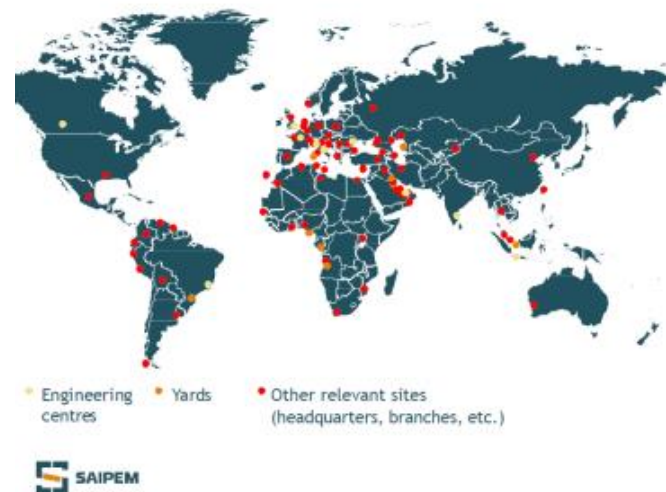 Engineering
centres
Yards
Other relevant sites
(headquarters, branches, etc.)
SAIPEM